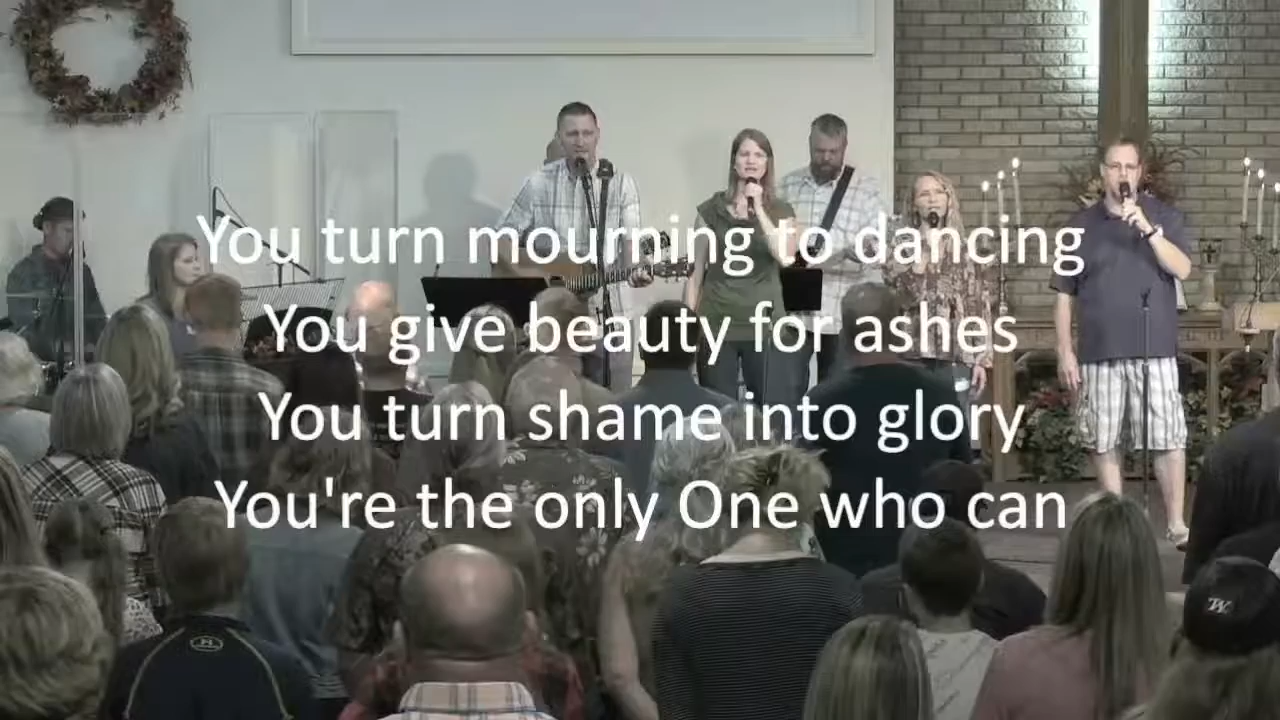 You turn mourning to dancing
You give beauty for ashes
You turn shame into glory
You're the only One who can
W